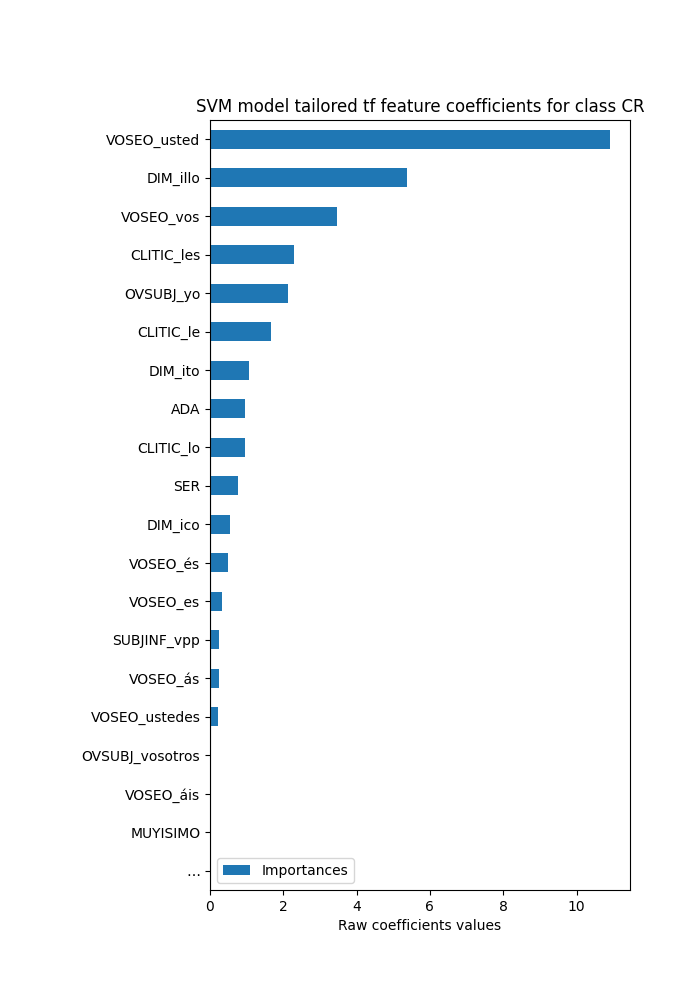 SVM model tailored tf feature coefficients for class CR
VOSEO_usted
DIM_illo
VOSEO_vos
CLITIC_les
OVSUBJ_yo
CLITIC_le
DIM_ito
ADA
CLITIC_lo
SER
DIM_ico
VOSEO_és
VOSEO_es
SUBJINF_vpp
VOSEO_ás
VOSEO_ustedes
OVSUBJ_vosotros
VOSEO_áis
MUYISIMO
...
Importances
0 2 4 6 8 10
Raw coefficients values